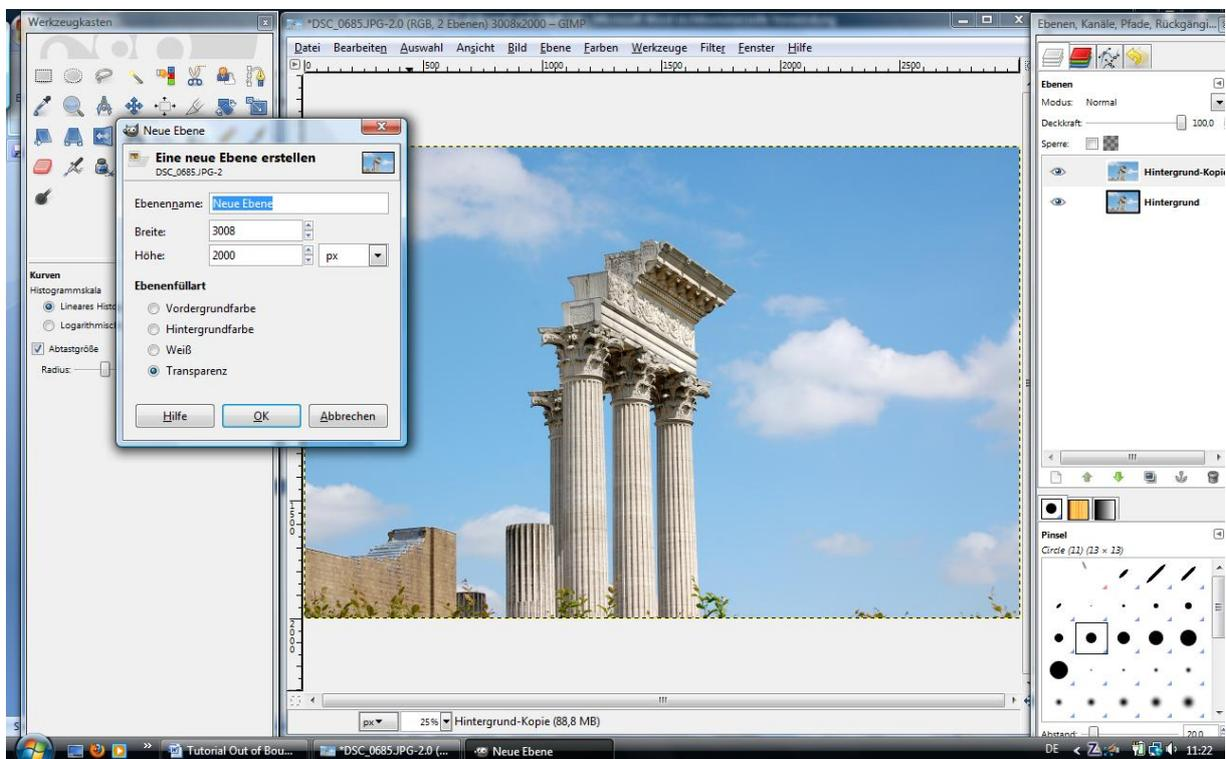 Werkzeugkasten
*DSC_0685.JPG-2.0 (RGB, 2 Ebenen) 3008x2000 – GIMP
Ebenen, Kanäle, Pfade, Rückgängi...
Datei Bearbeiten Auswahl Ansicht Bild Ebene Farben Werkzeuge Filter Fenster Hilfe
0 500 1000 1500 2000 2500
Ebenen
Modus: Normal
Deckkraft: 100,0
Sperre:
Hintergrund-Kopie
Hintergrund
Neue Ebene
Eine neue Ebene erstellen
DSC_0685.JPG-2
Ebenenname: Neue Ebene
Breite: 3008
Höhe: 2000 px
Ebenenfüllart
Vordergrundfarbe
Hintergrundfarbe
Weiß
Transparenz
Hilfe OK Abbrechen
Kurven
Histogrammskala
Lineares Histo
Logarithmisc
Abtastgröße
Radius:
1500
2000
Pinsel
Circle (11) (13 × 13)
Abstand: 20,0
px 25% Hintergrund-Kopie (88,8 MB)
» Tutorial Out of Bou... *DSC_0685.JPG-2.0 (... Neue Ebene DE 11:22